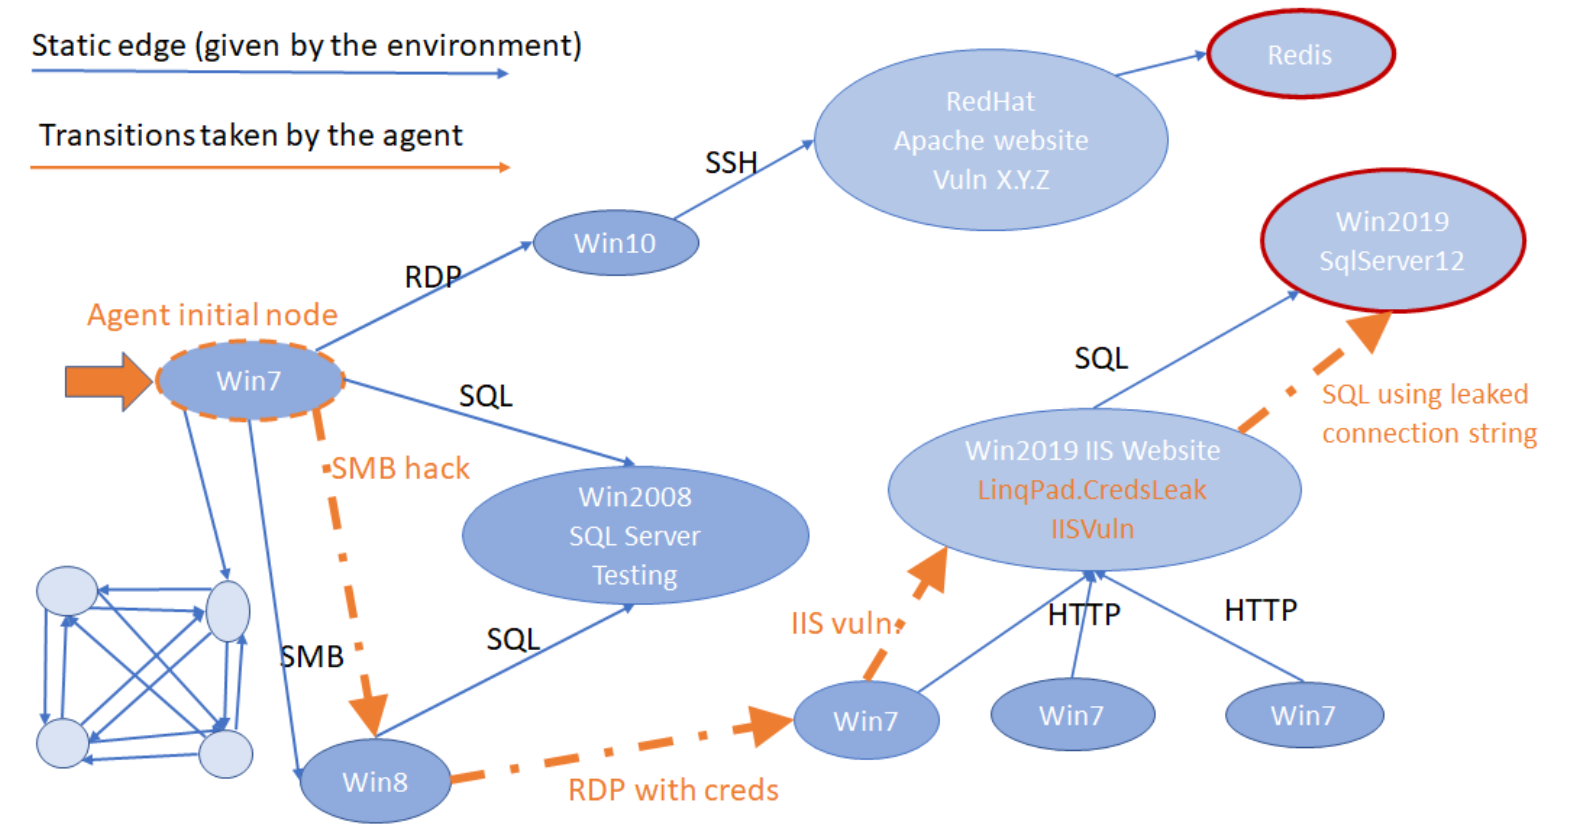 Static edge (given by the environment)
Transitions taken by the agent
Redis
RedHat
Apache website
Vuln X.Y.Z
SSH
Win10
RDP
Win2019
SqlServer12
Agent initial node
Win7
SQL
SQL
SQL using leaked
connection string
SMB hack
Win2008
SQL Server
Testing
Win2019 IIS Website
LinqPad.CredsLeak
IISVuln
IIS vuln.
HTTP
HTTP
SQL
SMB
Win7
Win7
Win7
Win8
RDP with creds